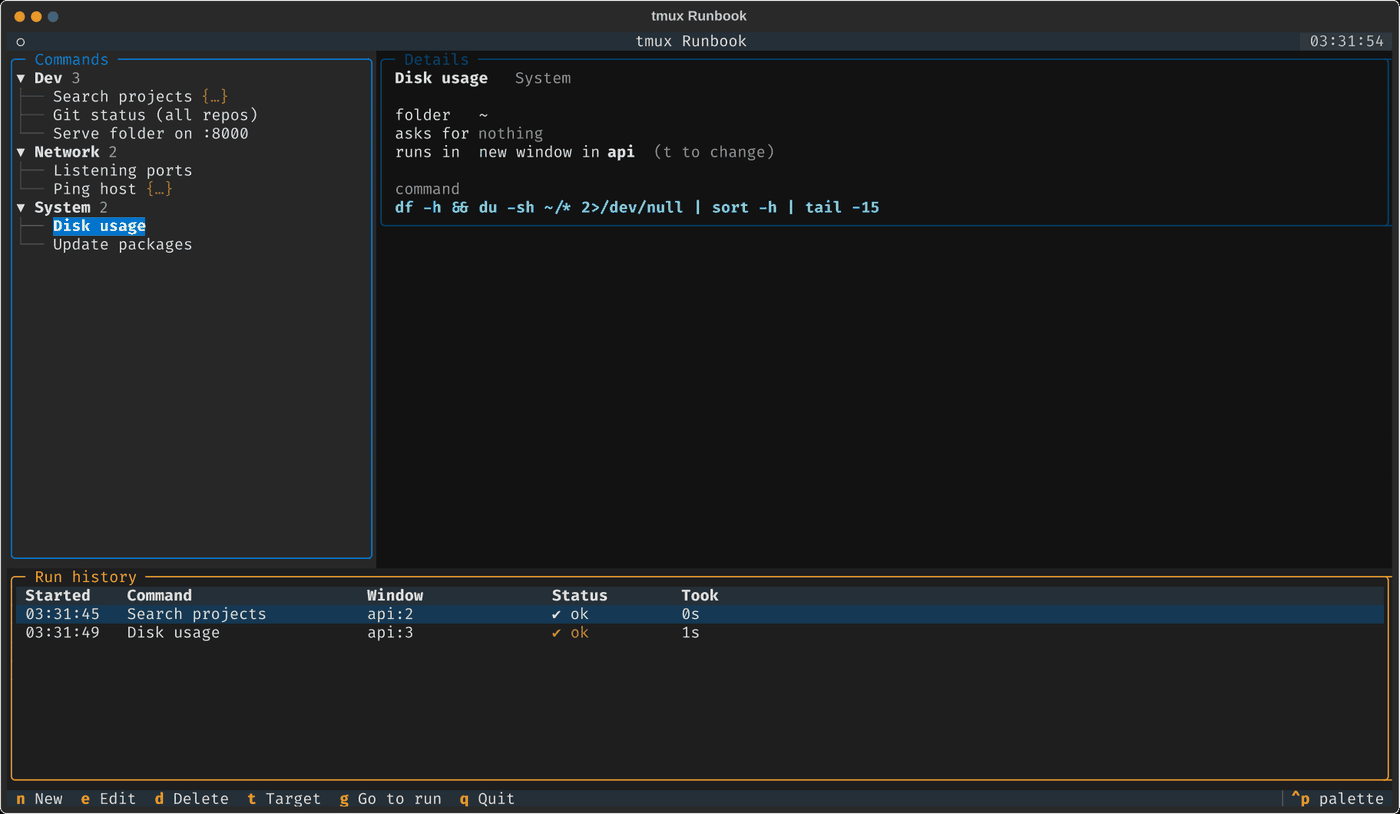 tmux Runbook
○ tmux Runbook 03:31:54
Commands
▼ Dev 3
Search projects {…}
Git status (all repos)
Serve folder on :8000
▼ Network 2
Listening ports
Ping host {…}
▼ System 2
Disk usage
Update packages
Details
Disk usage System
folder ~
asks for nothing
runs in new window in api (t to change)
command
df -h && du -sh ~/* 2>/dev/null | sort -h | tail -15
Run history
Started Command Window Status Took
03:31:45 Search projects api:2 ✔ ok 0s
03:31:49 Disk usage api:3 ✔ ok 1s
n New e Edit d Delete t Target g Go to run q Quit ^p palette